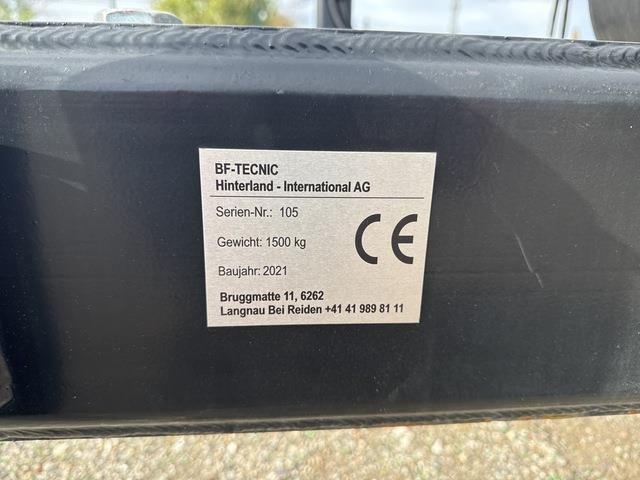 BF-TECNIC
Hinterland - International AG
Serien-Nr.: 105
Gewicht: 1500 kg
Baujahr: 2021
CE
Bruggmatte 11, 6262
Langnau Bei Reiden +41 41 989 81 11